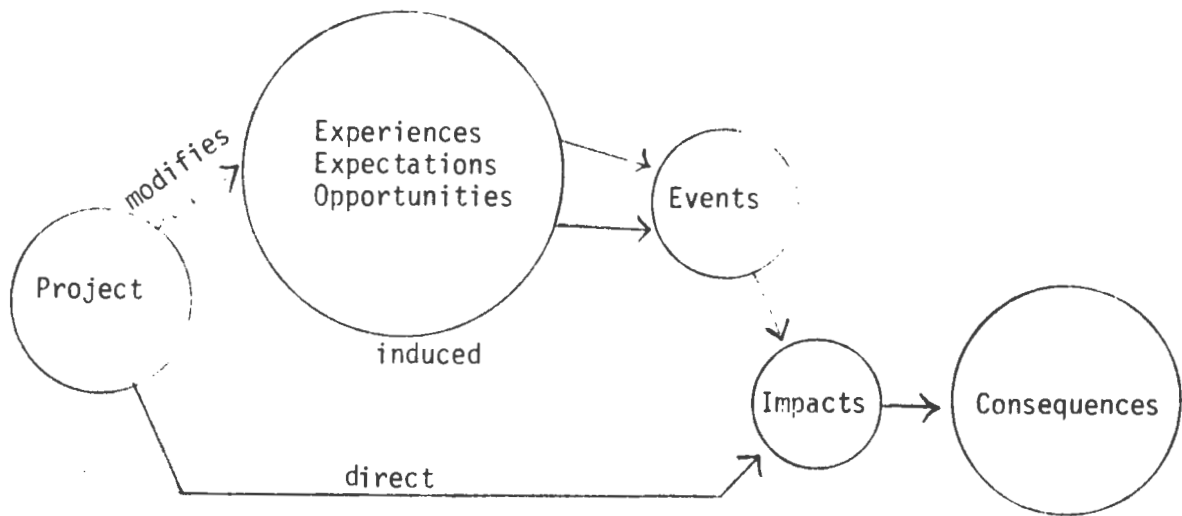 Project
modifies
Experiences
Expectations
Opportunities
induced
Events
direct
Impacts
Consequences